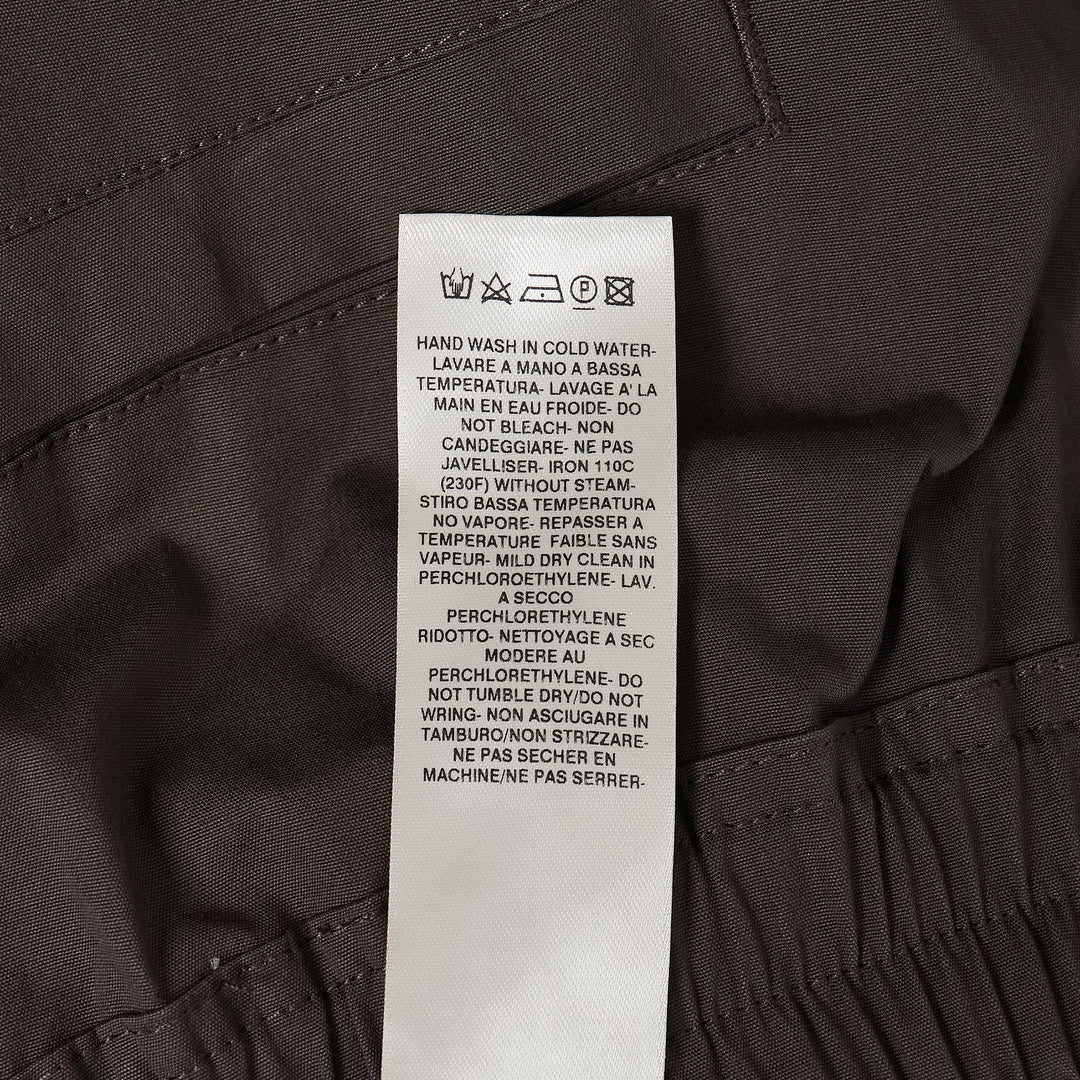 P
HAND WASH IN COLD WATER-
LAVARE A MANO A BASSA
TEMPERATURA- LAVAGE A' LA
MAIN EN EAU FROIDE- DO
NOT BLEACH- NON
CANDEGGIARE- NE PAS
JAVELLISER- IRON 110C
(230F) WITHOUT STEAM-
STIRO BASSA TEMPERATURA
NO VAPORE- REPASSER A
TEMPERATURE FAIBLE SANS
VAPEUR- MILD DRY CLEAN IN
PERCHLOROETHYLENE- LAV.
A SECCO
PERCHLORETHYLENE
RIDOTTO- NETTOYAGE A SEC
MODERE AU
PERCHLORETHYLENE- DO
NOT TUMBLE DRY/DO NOT
WRING- NON ASCIUGARE IN
TAMBURO/NON STRIZZARE-
NE PAS SECHER EN
MACHINE/NE PAS SERRER-